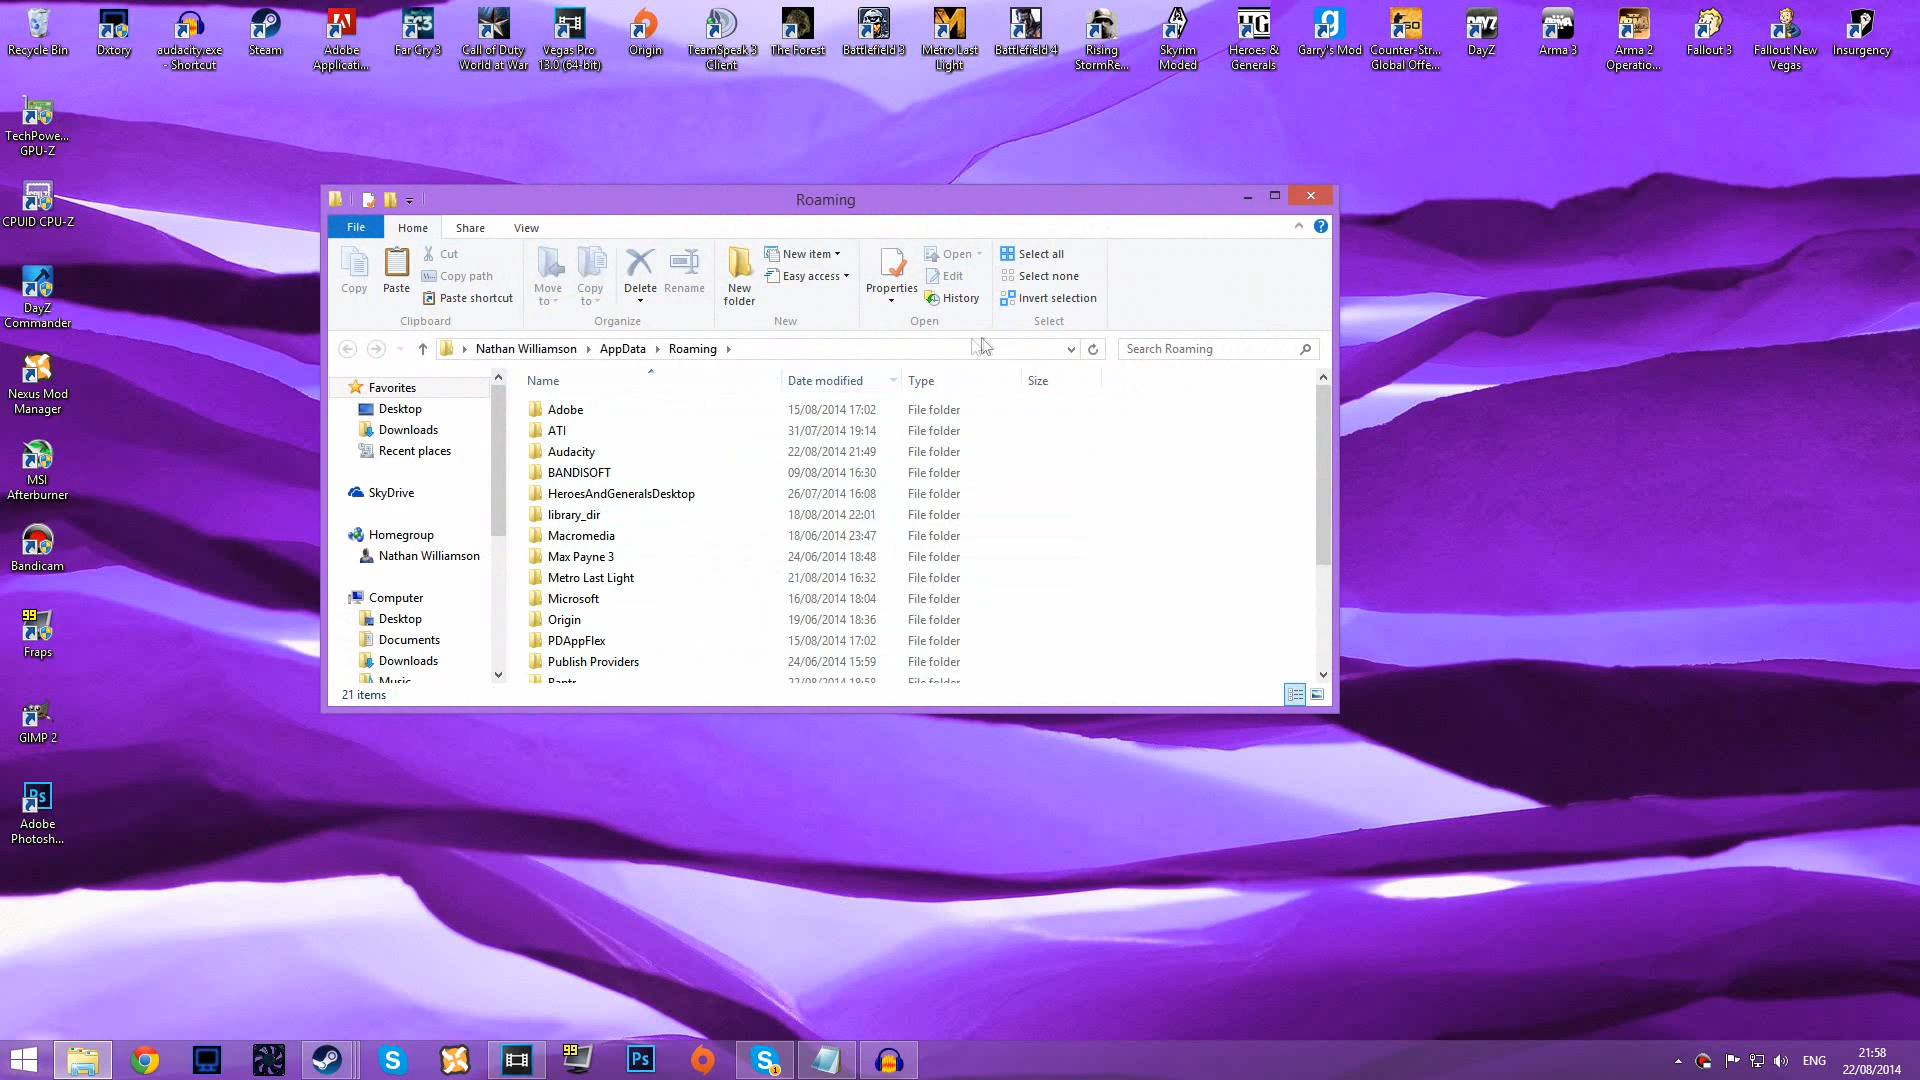 Recycle Bin
Dxtory
audacity.exe
- Shortcut
Steam
Adobe
Applicati...
Far Cry 3
Call of Duty
World at War
Vegas Pro
13.0 (64-bit)
Origin
TeamSpeak 3
Client
The Forest
Battlefield 3
Metro Last
Light
Battlefield 4
Rising
StormRe...
Skyrim
Moded
Heroes &
Generals
Garry's Mod
Counter-Str...
Global Offe...
DayZ
Arma 3
Arma 2
Operatio...
Fallout 3
Fallout New
Vegas
Insurgency
TechPowe...
GPU-Z
CPUID CPU-Z
DayZ
Commander
Nexus Mod
Manager
MSI
Afterburner
Bandicam
99
Fraps
GIMP 2
Ps
Adobe
Photosh...
Roaming
File
Home
Share
View
Copy
Paste
Cut
Copy path
Paste shortcut
Clipboard
Move
to
Copy
to
Delete
Rename
Organize
New
folder
New item
Easy access
New
Properties
Open
Edit
History
Open
Select all
Select none
Invert selection
Select
Nathan Williamson
AppData
Roaming
Search Roaming
Favorites
Desktop
Downloads
Recent places
SkyDrive
Homegroup
Nathan Williamson
Computer
Desktop
Documents
Downloads
Music
Name Date modified Type Size
Adobe 15/08/2014 17:02 File folder
ATI 31/07/2014 19:14 File folder
Audacity 22/08/2014 21:49 File folder
BANDISOFT 09/08/2014 16:30 File folder
HeroesAndGeneralsDesktop 26/07/2014 16:08 File folder
library_dir 18/08/2014 22:01 File folder
Macromedia 18/06/2014 23:47 File folder
Max Payne 3 24/06/2014 18:48 File folder
Metro Last Light 21/08/2014 16:32 File folder
Microsoft 16/08/2014 18:04 File folder
Origin 19/06/2014 18:36 File folder
PDAppFlex 15/08/2014 17:02 File folder
Publish Providers 24/06/2014 15:59 File folder
22/08/2014 18:58 File folder
21 items
99
Ps
1
ENG
21:58
22/08/2014